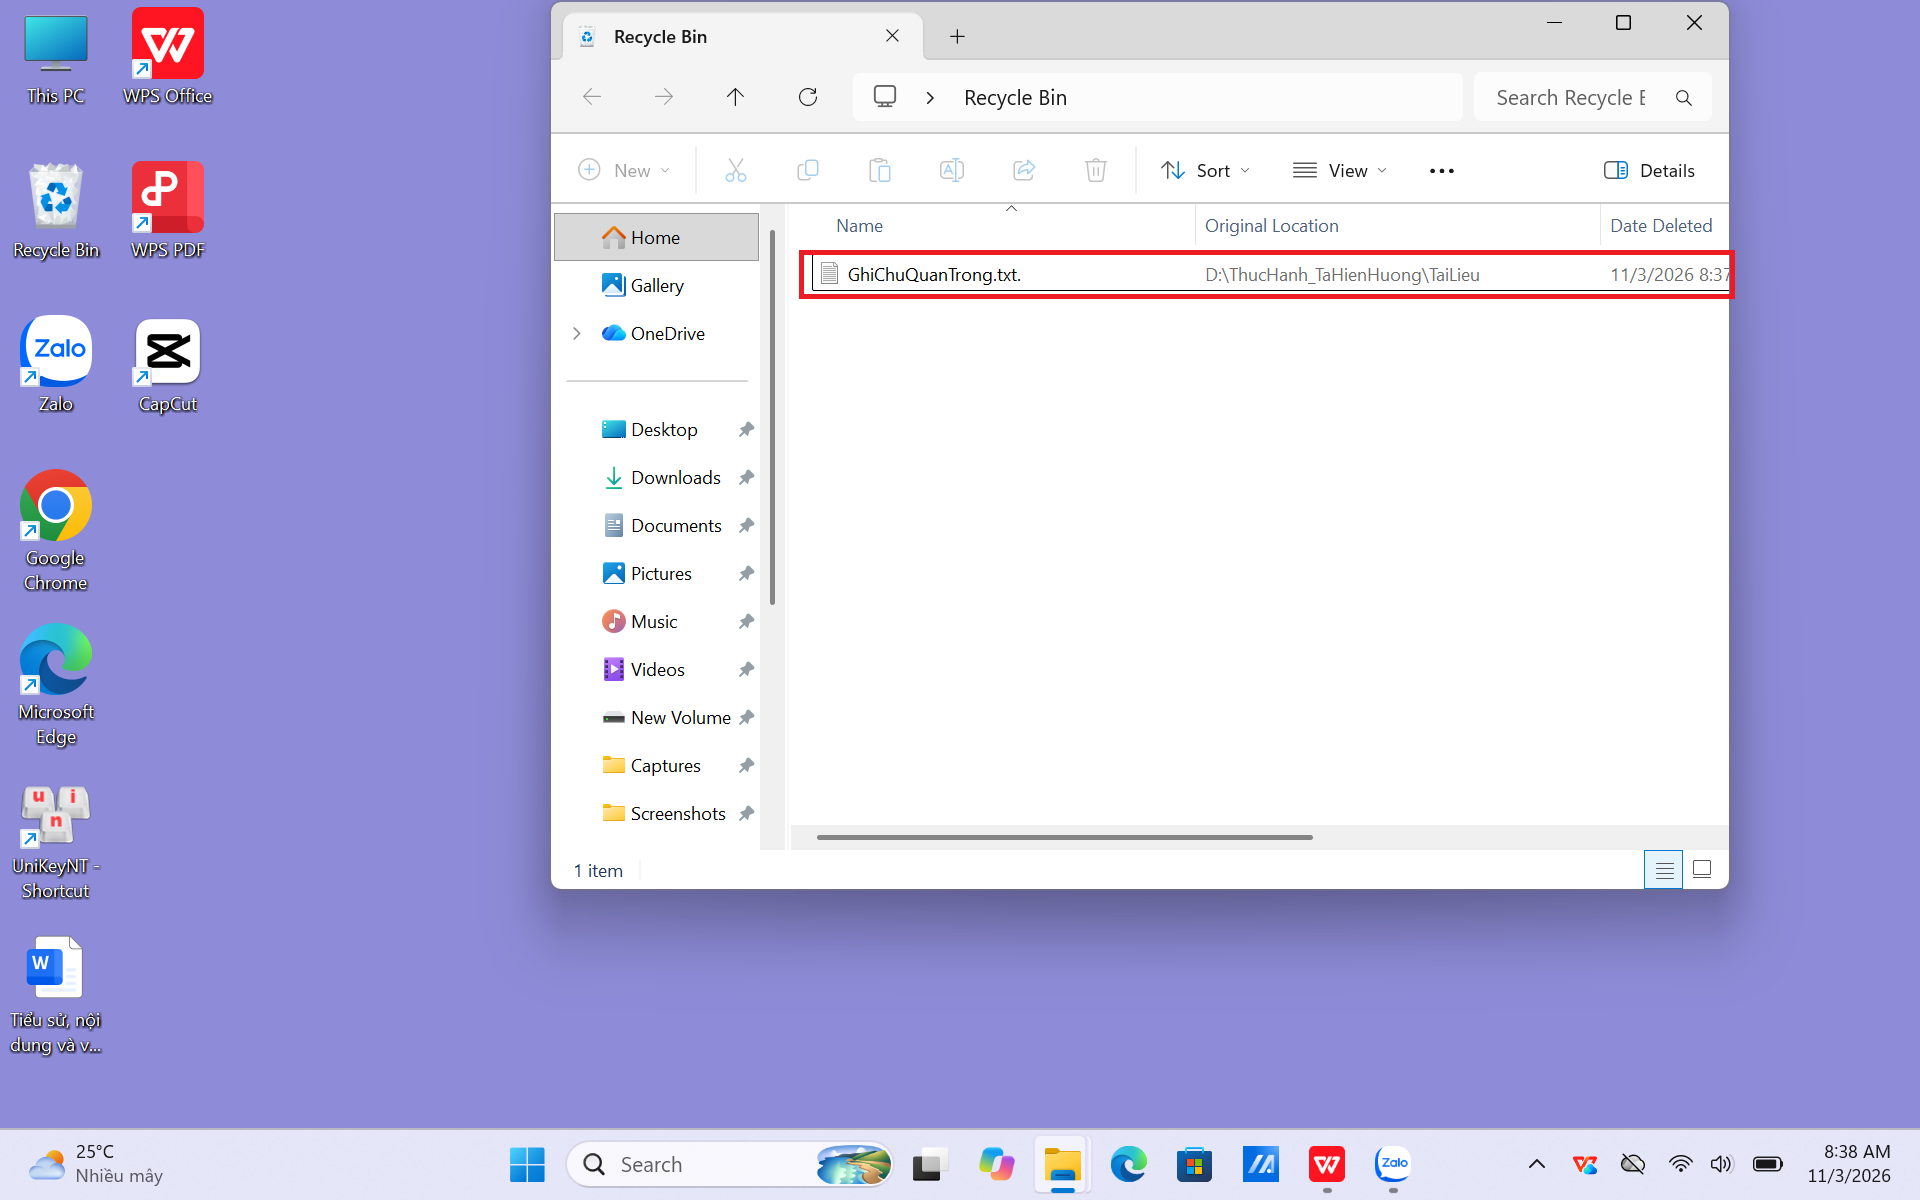 This PC
WPS Office
Recycle Bin
WPS PDF
Zalo
Zalo
CapCut
Google
Chrome
Microsoft
Edge
u i
n
UniKeyNT -
Shortcut
W
Tiểu sử, nội
dung và v...
Recycle Bin
Recycle Bin
Search Recycle B
New
Sort
View
Details
Name
Original Location
Date Deleted
GhiChuQuanTrong.txt.
D:\ThucHanh_TaHienHuong\TaiLieu
11/3/2026 8:37
Home
Gallery
OneDrive
Desktop
Downloads
Documents
Pictures
Music
Videos
New Volume
Captures
Screenshots
1 item
25°C
Nhiều mây
Search
Zalo
8:38 AM
11/3/2026